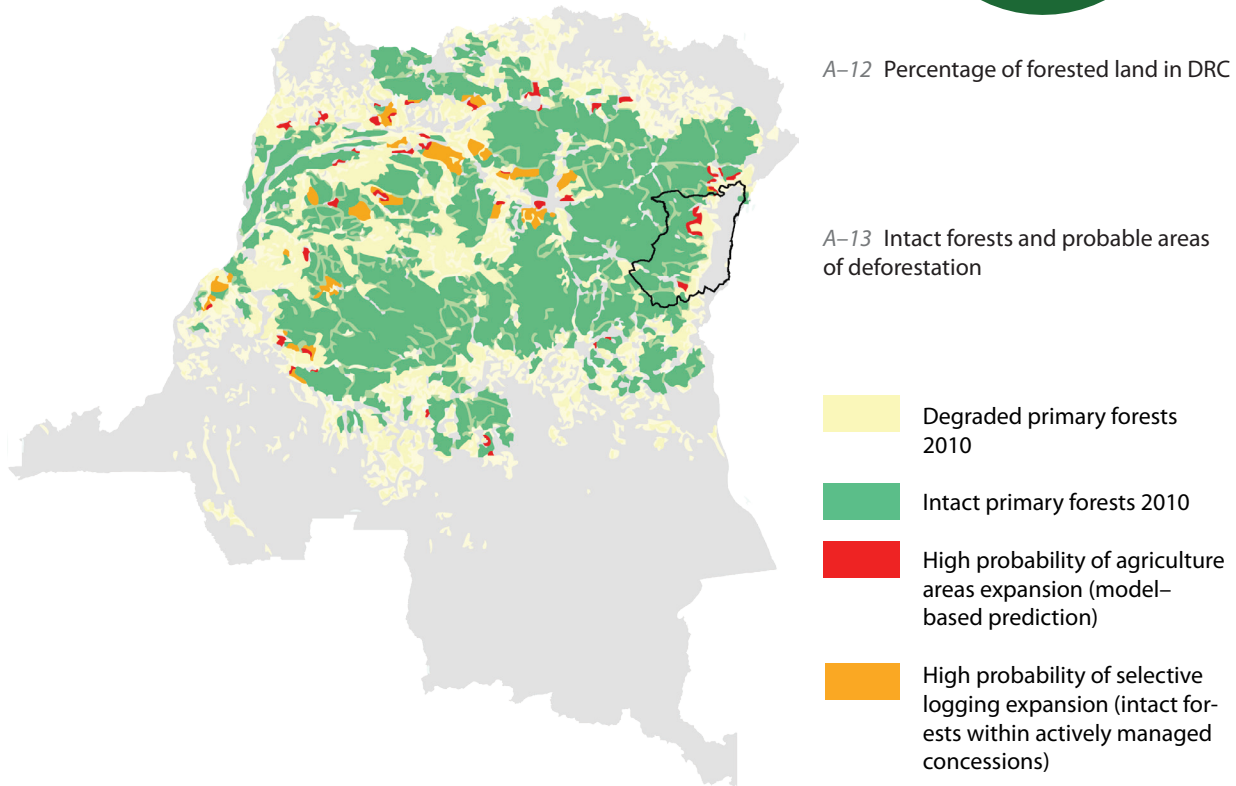 A–12 Percentage of forested land in DRC
A–13 Intact forests and probable areas
of deforestation
Degraded primary forests
2010
Intact primary forests 2010
High probability of agriculture
areas expansion (model–
based prediction)
High probability of selective
logging expansion (intact for-
ests within actively managed
concessions)